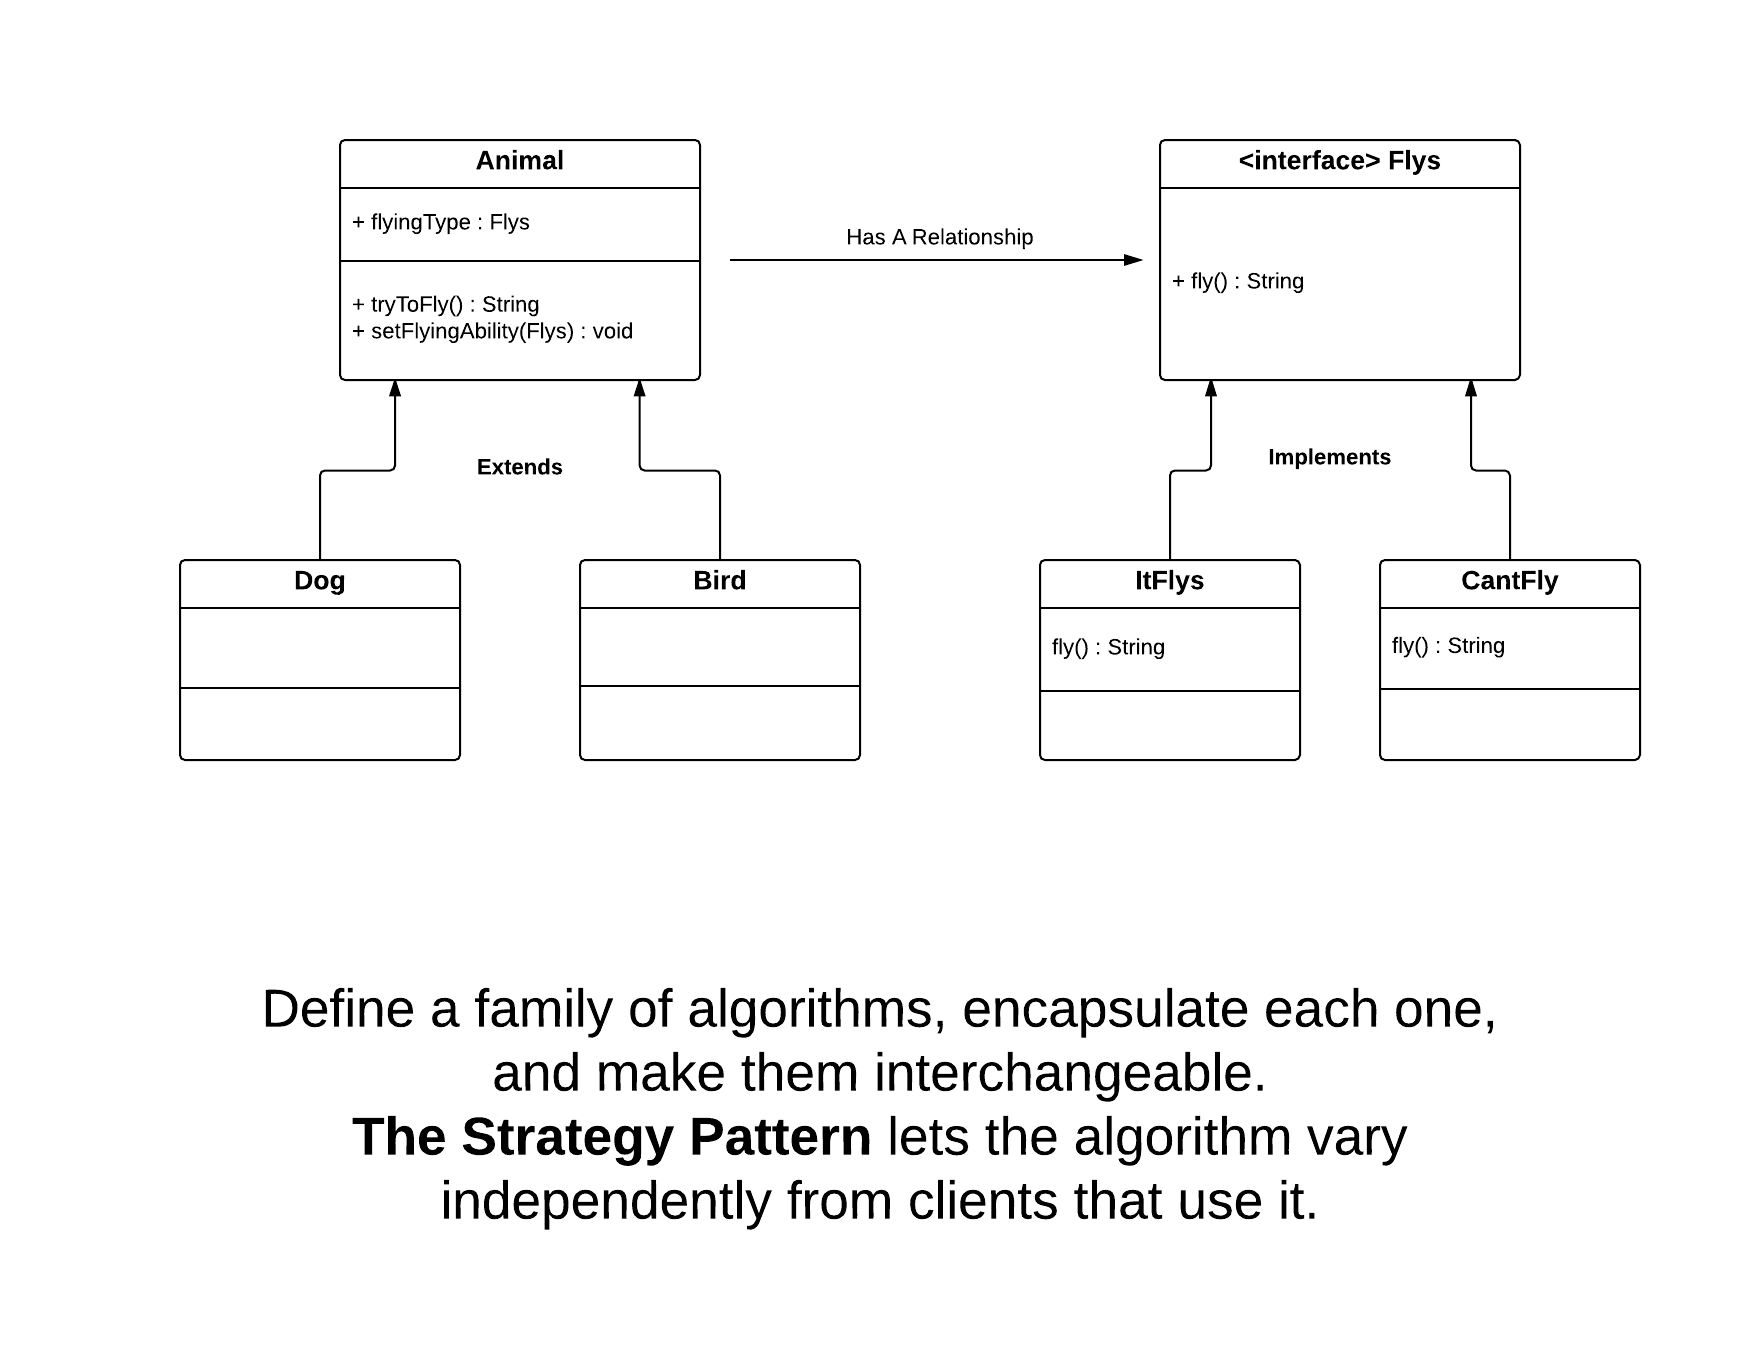 Animal
+ flyingType : Flys
+ tryToFly() : String
+ setFlyingAbility(Flys) : void
Has A Relationship
<interface> Flys
+ fly() : String
Extends
Implements
Dog
Bird
ItFlys
fly() : String
CantFly
fly() : String
Define a family of algorithms, encapsulate each one,
and make them interchangeable.
The Strategy Pattern lets the algorithm vary
independently from clients that use it.